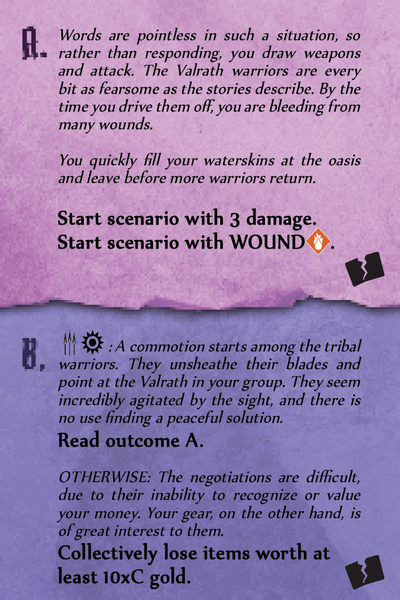 A. Words are pointless in such a situation, so
rather than responding, you draw weapons
and attack. The Valrath warriors are every
bit as fearsome as the stories describe. By the
time you drive them off, you are bleeding from
many wounds.
You quickly fill your waterskins at the oasis
and leave before more warriors return.
Start scenario with 3 damage.
Start scenario with WOUND.
B. : A commotion starts among the tribal
warriors. They unsheathe their blades and
point at the Valrath in your group. They seem
incredibly agitated by the sight, and there is
no use finding a peaceful solution.
Read outcome A.
OTHERWISE: The negotiations are difficult,
due to their inability to recognize or value
your money. Your gear, on the other hand, is
of great interest to them.
Collectively lose items worth at
least 10xC gold.